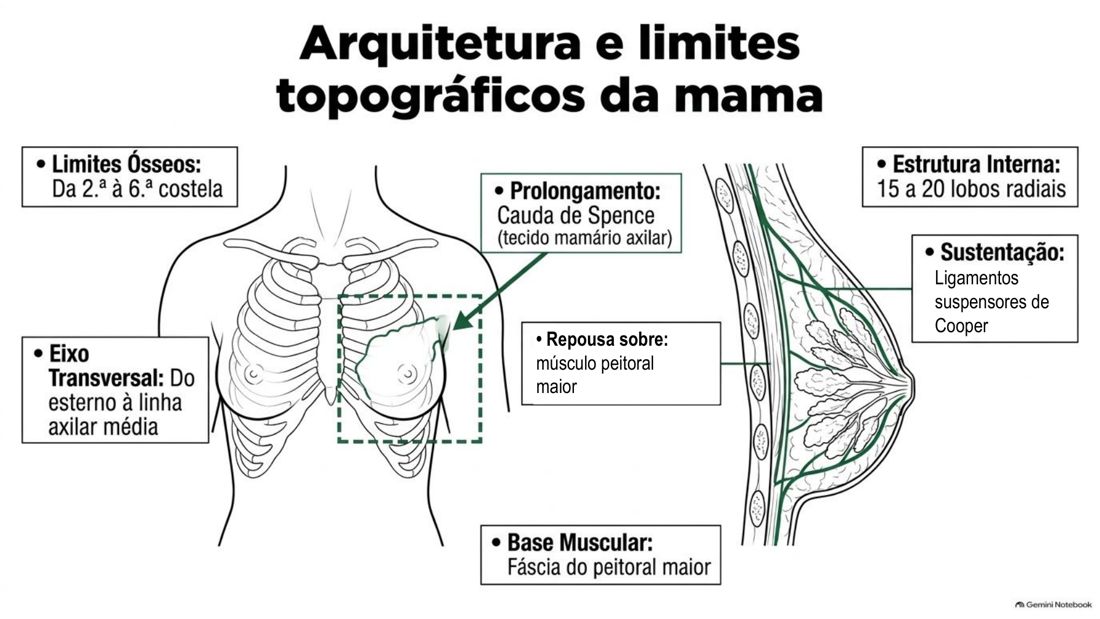 Arquitetura e limites
topográficos da mama
• Limites Ósseos:
Da 2.ª à 6.ª costela
• Prolongamento:
Cauda de Spence
(tecido mamário axilar)
• Estrutura Interna:
15 a 20 lobos radiais
• Sustentação:
Ligamentos
suspensores de
Cooper
• Eixo
Transversal: Do
esterno à linha
axilar média
• Repousa sobre:
músculo peitoral
maior
• Base Muscular:
Fáscia do peitoral maior
Gemini Notebook